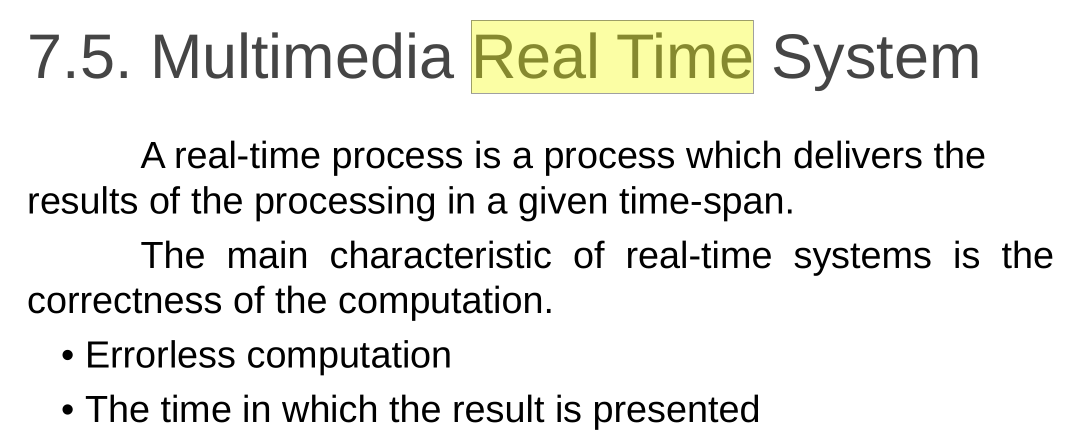 7.5. Multimedia Real Time System
A real-time process is a process which delivers the
results of the processing in a given time-span.
The main characteristic of real-time systems is the
correctness of the computation.
• Errorless computation
• The time in which the result is presented